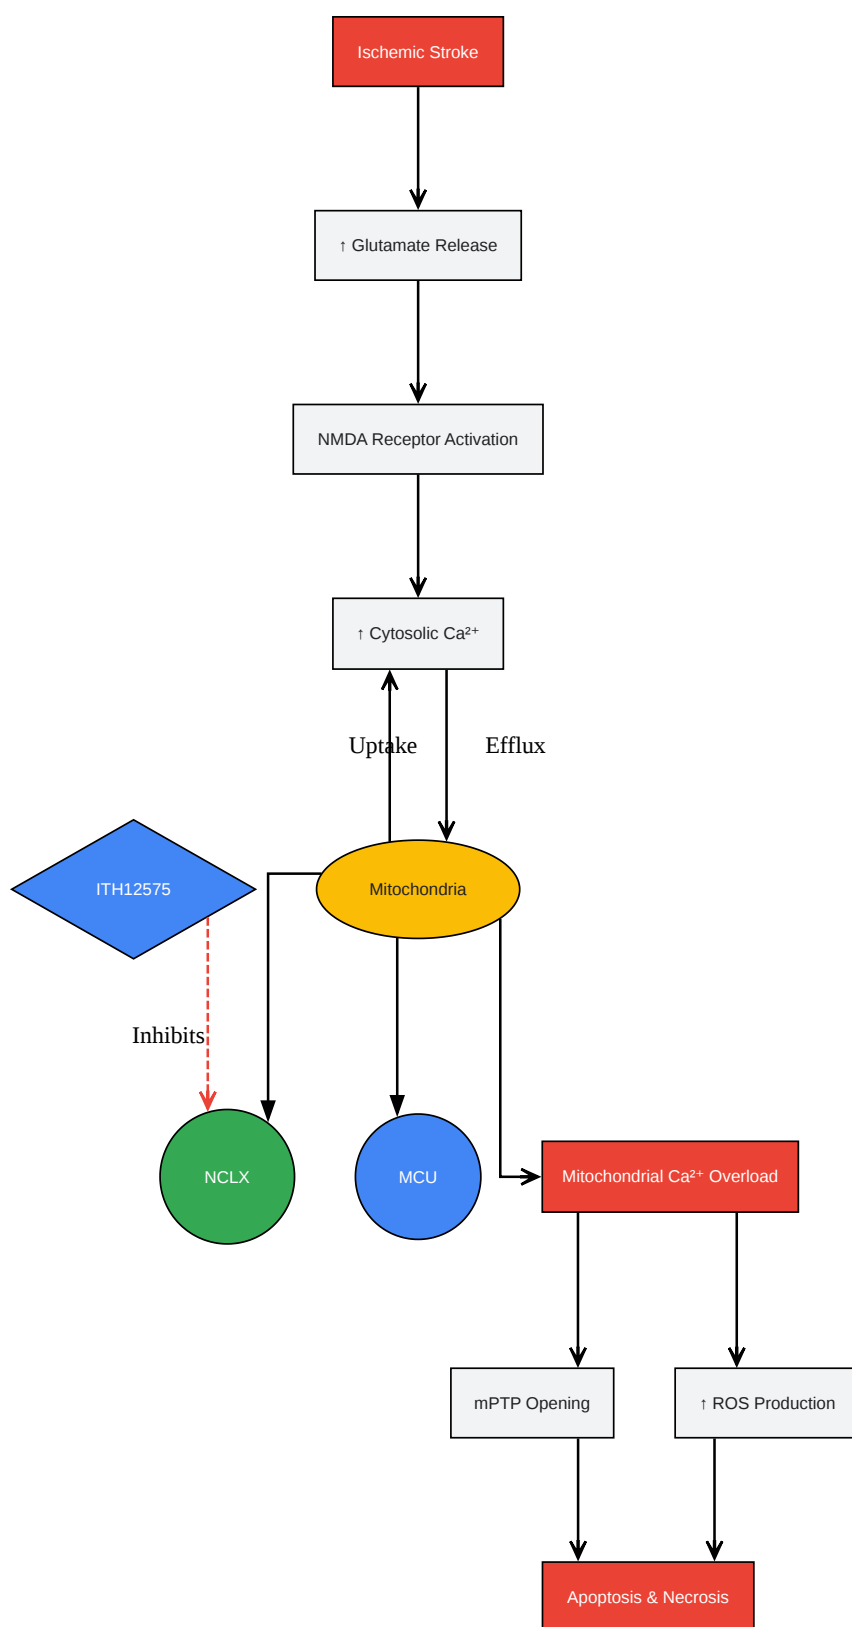 Ischemic Stroke
↑ Glutamate Release
NMDA Receptor Activation
↑ Cytosolic Ca²⁺
Uptake
Efflux
ITH12575
Mitochondria
Inhibits
NCLX
MCU
Mitochondrial Ca²⁺ Overload
mPTP Opening
↑ ROS Production
Apoptosis & Necrosis